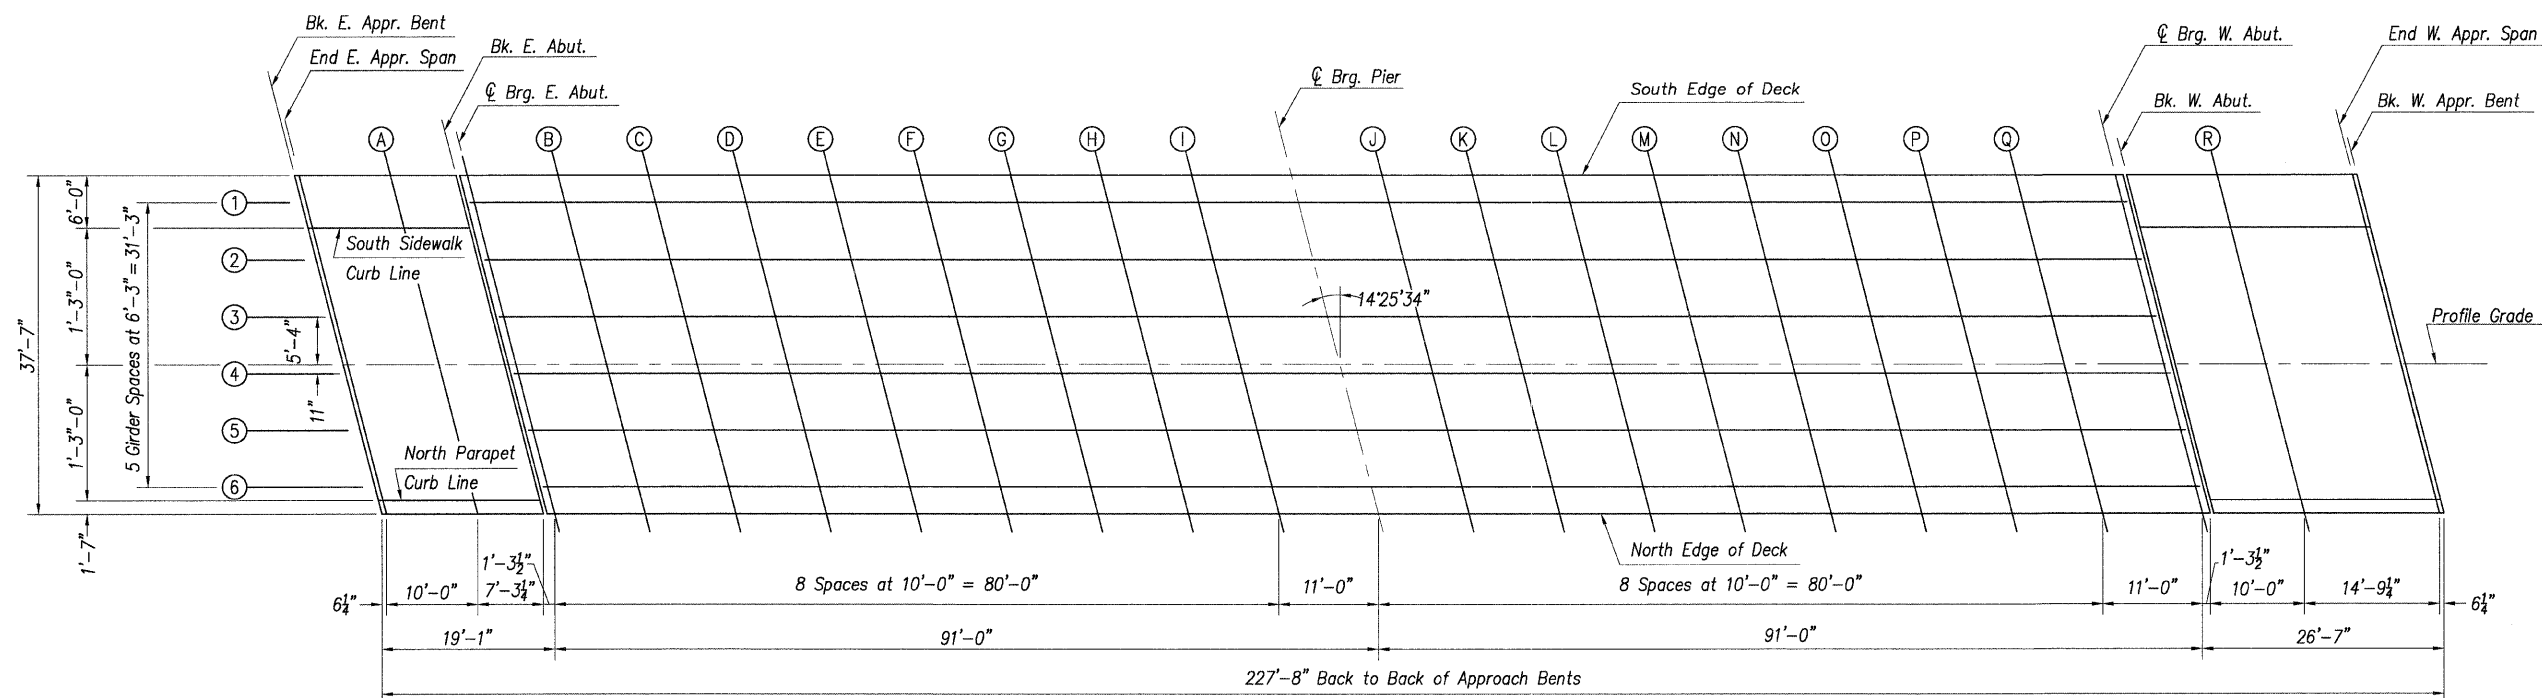 Bk. E. Appr. Bent
End E. Appr. Span
Bk. E. Abut.
℄ Brg. E. Abut.
℄ Brg. Pier
South Edge of Deck
℄ Brg. W. Abut.
Bk. W. Abut.
End W. Appr. Span
Bk. W. Appr. Bent
A B C D E F G H I J K L M N O P Q R
1
2
3
4
5
6
37'-7"
6'-0"
1'-3"-0"
1'-3"-0"
1'-7"
5 Girder Spaces at 6'-3" = 31'-3"
5'-4"
11"
South Sidewalk
Curb Line
North Parapet
Curb Line
14°25'34"
Profile Grade
North Edge of Deck
6¼"
10'-0"
7'-3¼"
1'-3½"
8 Spaces at 10'-0" = 80'-0"
11'-0"
8 Spaces at 10'-0" = 80'-0"
11'-0"
1'-3½"
10'-0"
14'-9¼"
6¼"
19'-1"
91'-0"
91'-0"
26'-7"
227'-8" Back to Back of Approach Bents